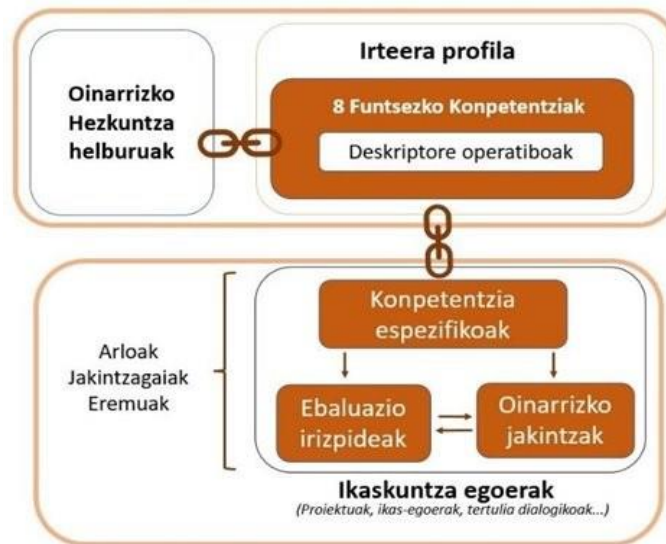 Oinarrizko
Hezkuntza
helburuak
Irteera profila
8 Funtsezko Konpetentziak
Deskriptore operatiboak
Arloak
Jakintzagaiak
Eremuak
Konpetentzia
espezifikoak
Ebaluazio
irizpideak
Oinarrizko
jakintzak
Ikaskuntza egoerak
(Proiektuak, ikas-egoerak, tertulia dialogikoak...)